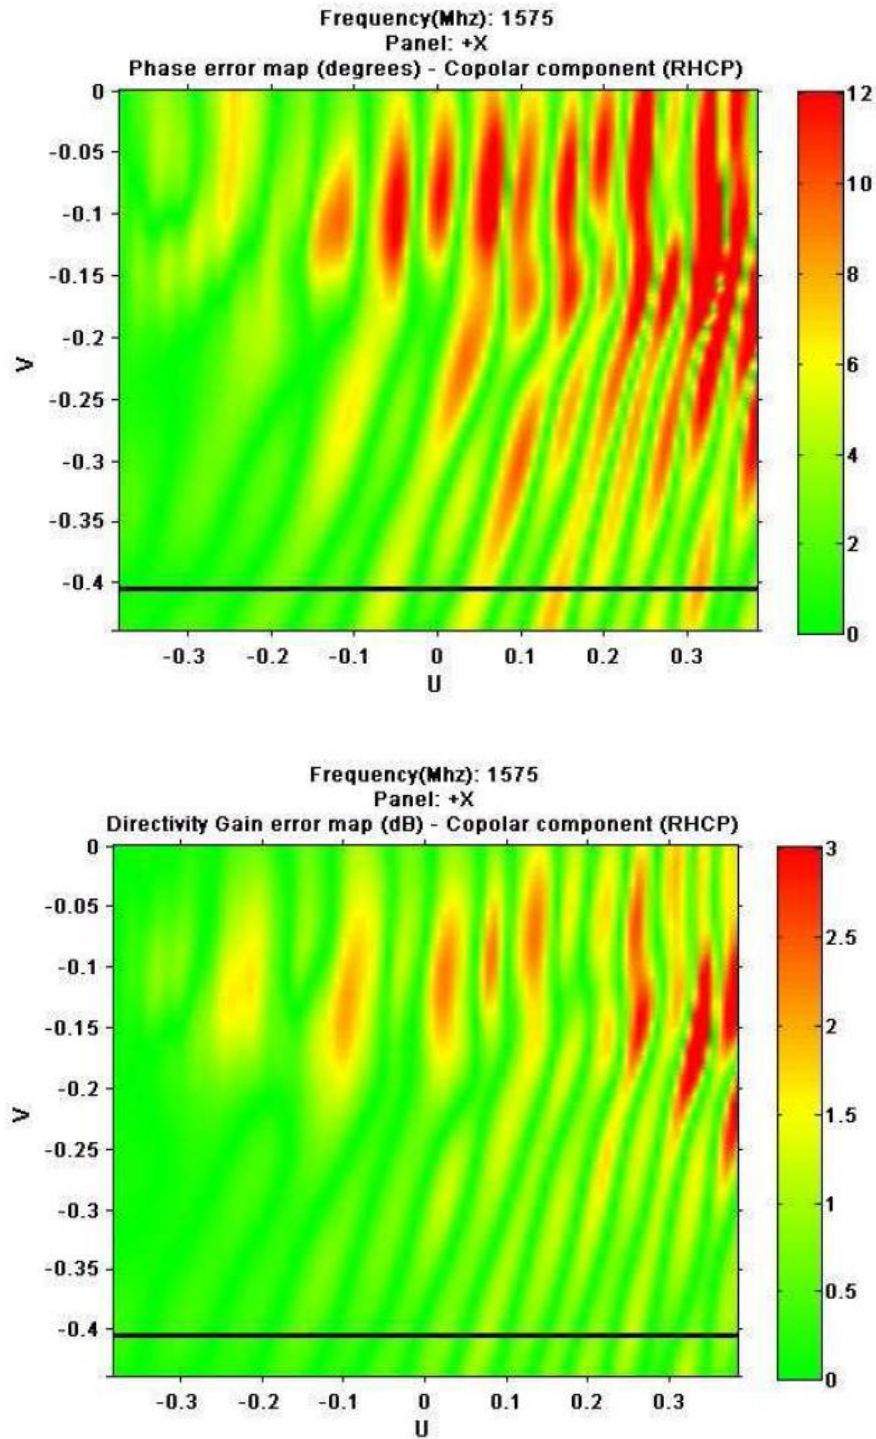 Frequency(Mhz): 1575
Panel: +X
Phase error map (degrees) - Copolar component (RHCP)
0
-0.05
-0.1
-0.15
-0.2
-0.25
-0.3
-0.35
-0.4
V
-0.3 -0.2 -0.1 0 0.1 0.2 0.3
U
12
10
8
6
4
2
0
Frequency(Mhz): 1575
Panel: +X
Directivity Gain error map (dB) - Copolar component (RHCP)
0
-0.05
-0.1
-0.15
-0.2
-0.25
-0.3
-0.35
-0.4
V
-0.3 -0.2 -0.1 0 0.1 0.2 0.3
U
3
2.5
2
1.5
1
0.5
0